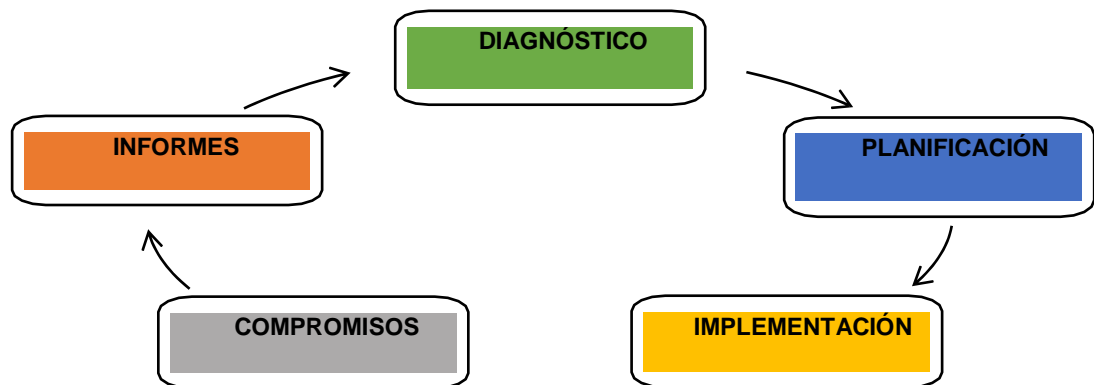 DIAGNÓSTICO
INFORMES
PLANIFICACIÓN
COMPROMISOS
IMPLEMENTACIÓN